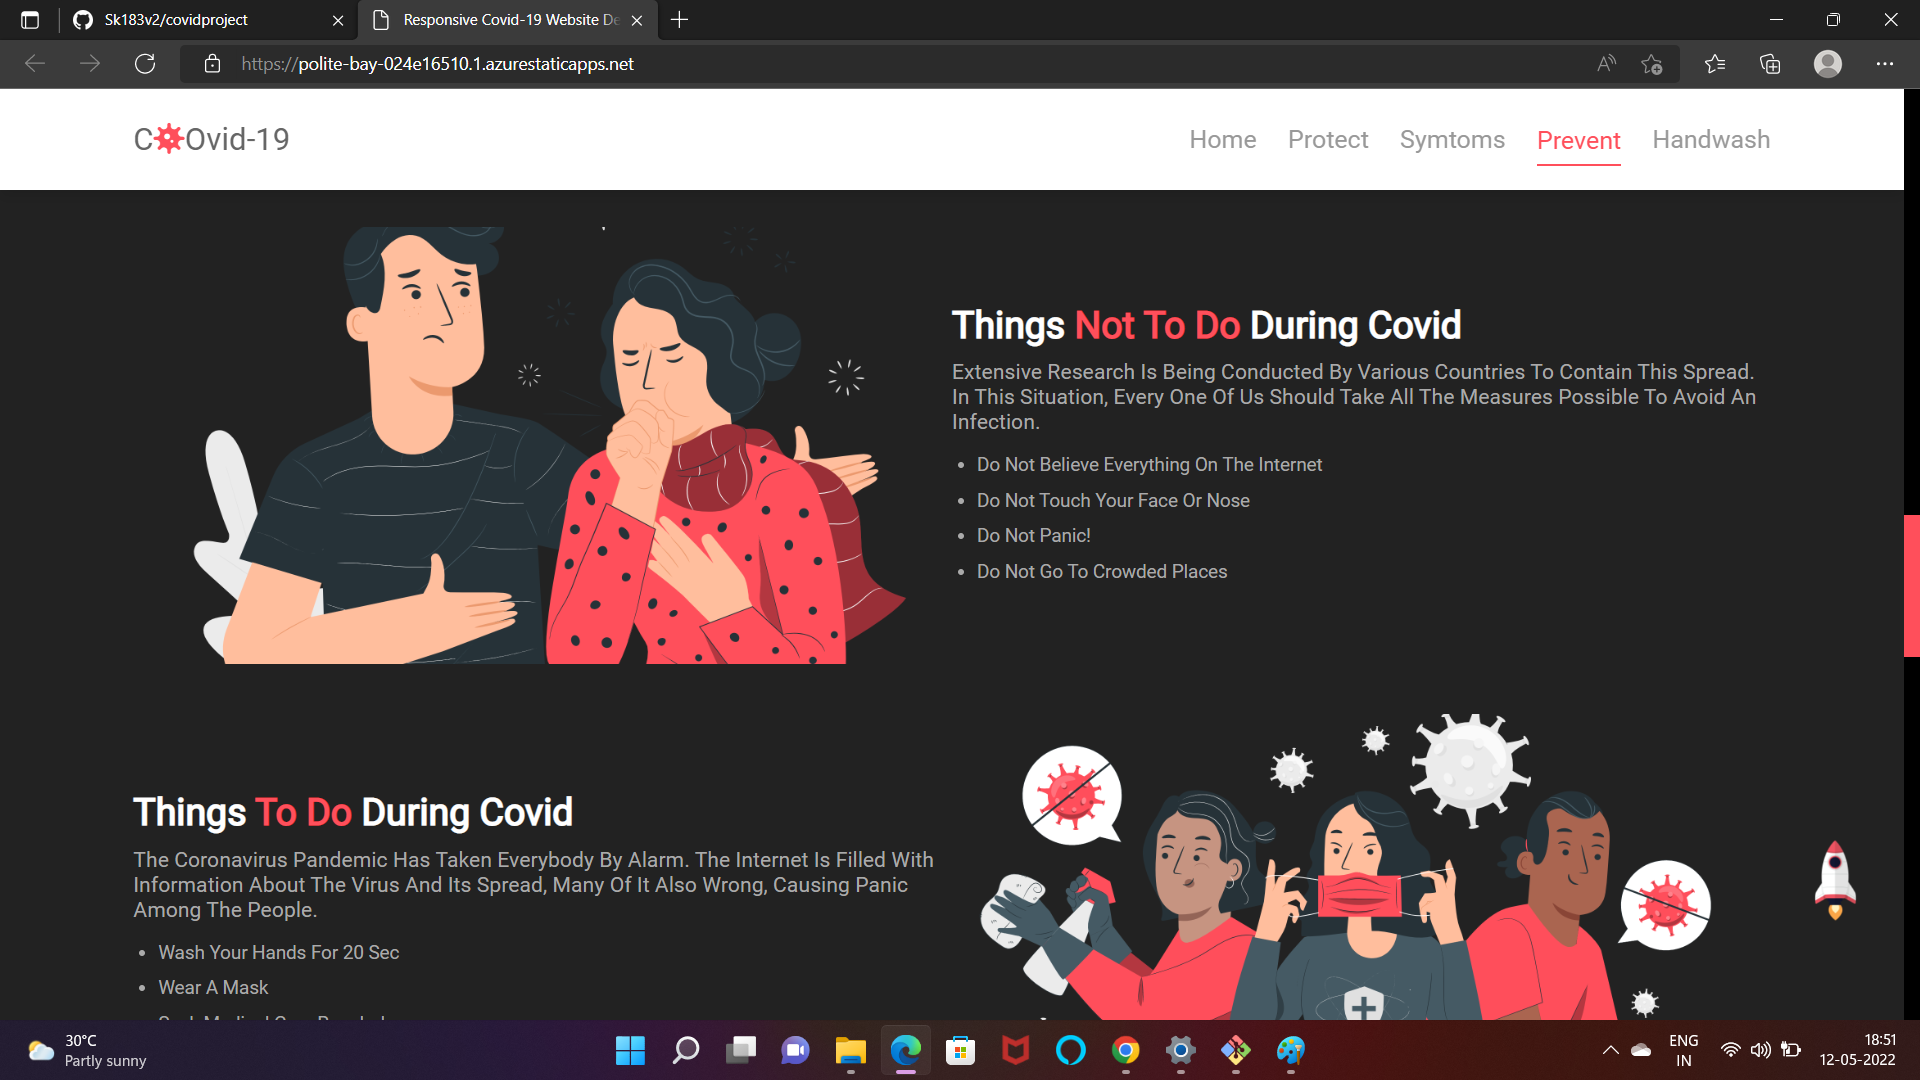 Sk183v2/covidproject
Responsive Covid-19 Website De
https://polite-bay-024e16510.1.azurestaticapps.net
C Ovid-19
Home Protect Symtoms Prevent Handwash
Things Not To Do During Covid
Extensive Research Is Being Conducted By Various Countries To Contain This Spread.
In This Situation, Every One Of Us Should Take All The Measures Possible To Avoid An
Infection.
• Do Not Believe Everything On The Internet
• Do Not Touch Your Face Or Nose
• Do Not Panic!
• Do Not Go To Crowded Places
Things To Do During Covid
The Coronavirus Pandemic Has Taken Everybody By Alarm. The Internet Is Filled With
Information About The Virus And Its Spread, Many Of It Also Wrong, Causing Panic
Among The People.
• Wash Your Hands For 20 Sec
• Wear A Mask
30°C
Partly sunny
ENG
IN
18:51
12-05-2022